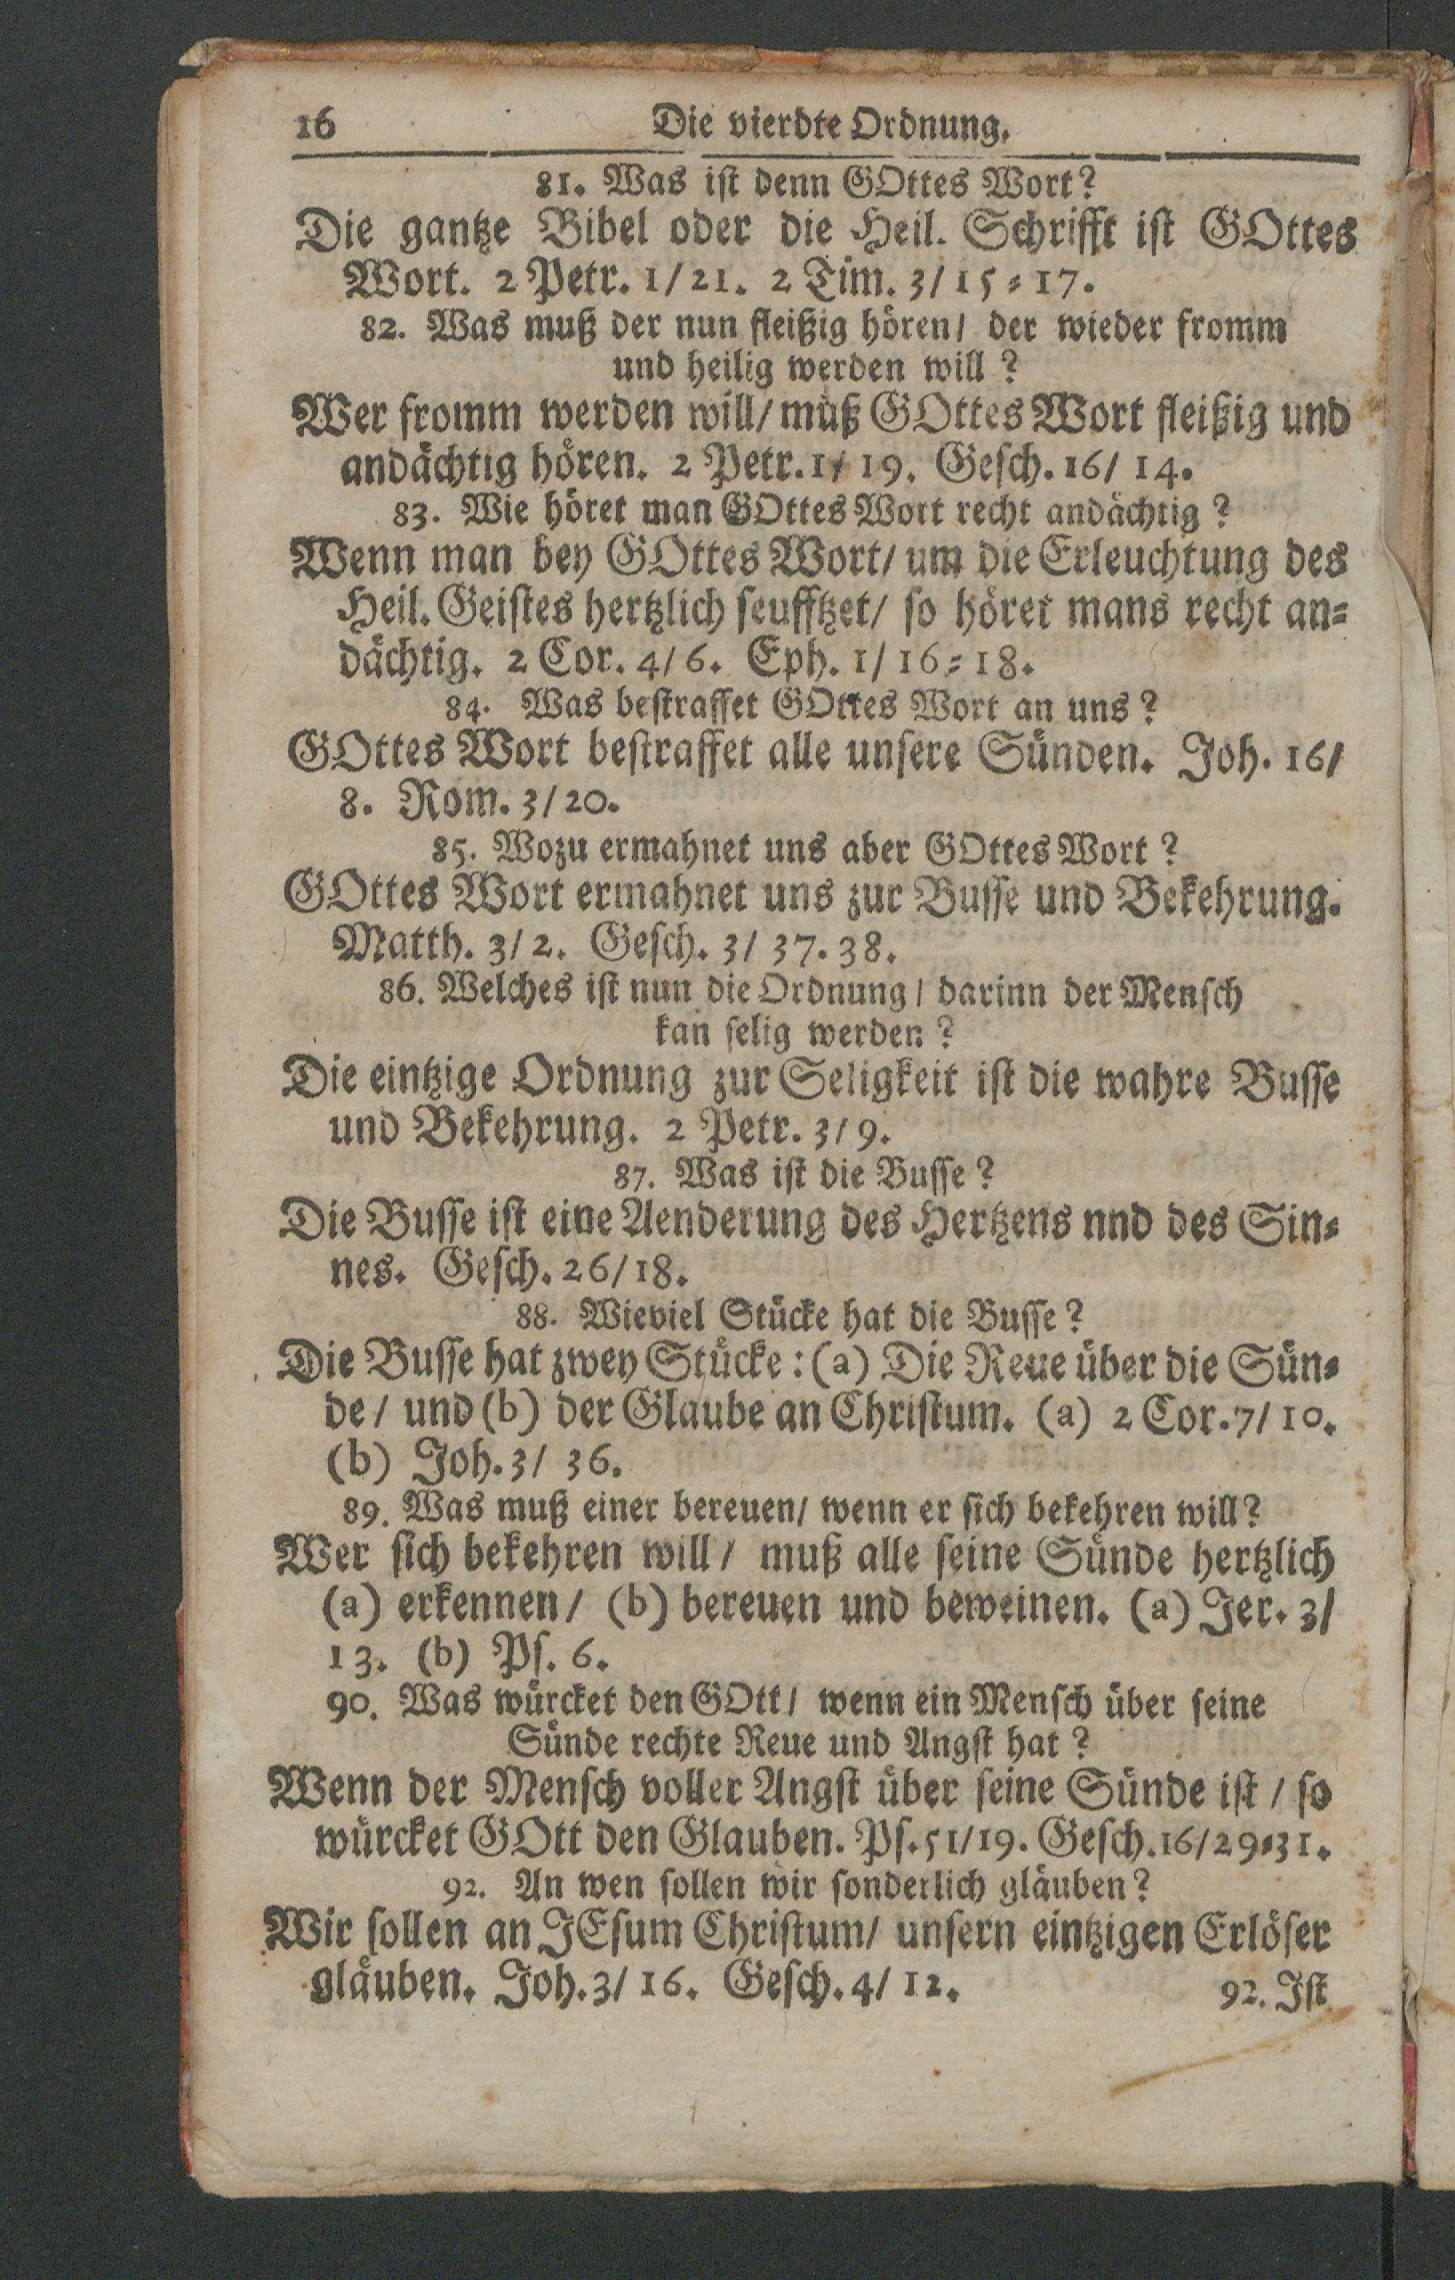 16 Die vierdte Ordnung.
81. Was ist denn GOttes Wort?
Die gantze Bibel oder die Heil. Schrifft ist GOttes
Wort. 2 Petr. 1/21. 2 Tim. 3/15=17.
82. Was muß der nun fleißig hören/ der wieder fromm
und heilig werden will?
Wer fromm werden will/ muß GOttes Wort fleißig und
andächtig hören. 2 Petr. 1/19. Gesch. 16/ 14.
83. Wie höret man GOttes Wort recht andächtig?
Wenn man bey GOttes Wort/ um die Erleuchtung des
Heil. Geistes hertzlich seufftzet/ so höret mans recht an=
dächtig. 2 Cor. 4/6. Eph. 1/16=18.
84. Was bestraffet GOttes Wort an uns?
GOttes Wort bestraffet alle unsere Sünden. Joh. 16/
8. Rom. 3/20.
85. Wozu ermahnet uns aber GOttes Wort?
GOttes Wort ermahnet uns zur Busse und Bekehrung.
Matth. 3/2. Gesch. 3/ 37. 38.
86. Welches ist nun die Ordnung/ darinn der Mensch
kan selig werden?
Die eintzige Ordnung zur Seligkeit ist die wahre Busse
und Bekehrung. 2 Petr. 3/9.
87. Was ist die Busse?
Die Busse ist eine Aenderung des Hertzens nnd des Sin=
nes. Gesch. 26/18.
88. Wieviel Stücke hat die Busse?
Die Busse hat zwey Stücke: (a) Die Reue über die Sün=
de/ und (b) der Glaube an Christum. (a) 2 Cor. 7/10.
(b) Joh. 3/ 36.
89. Was muß einer bereuen/ wenn er sich bekehren will?
Wer sich bekehren will/ muß alle seine Sünde hertzlich
(a) erkennen/ (b) bereuen und beweinen. (a) Jer. 3/
13. (b) Ps. 6.
90. Was würcket den GOtt/ wenn ein Mensch über seine
Sünde rechte Reue und Angst hat?
Wenn der Mensch voller Angst über seine Sünde ist/ so
würcket GOtt den Glauben. Ps. 51/19. Gesch. 16/29=31.
92. An wen sollen wir sonderlich gläuben?
Wir sollen an JEsum Christum/ unsern eintzigen Erlöser
gläuben. Joh. 3/ 16. Gesch. 4/ 12. 92. Ist